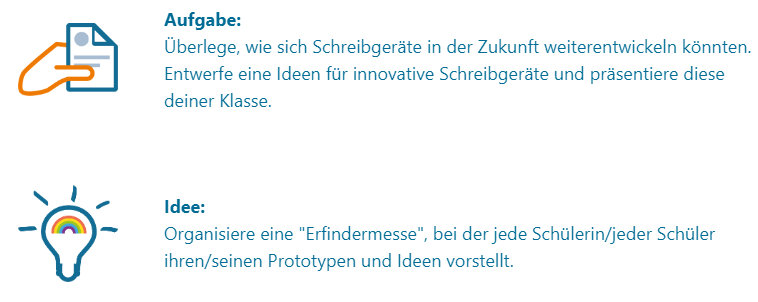 Aufgabe:
Überlege, wie sich Schreibgeräte in der Zukunft weiterentwickeln könnten.
Entwerfe eine Ideen für innovative Schreibgeräte und präsentiere diese
deiner Klasse.
Idee:
Organisiere eine "Erfindermesse", bei der jede Schülerin/jeder Schüler
ihren/seinen Prototypen und Ideen vorstellt.